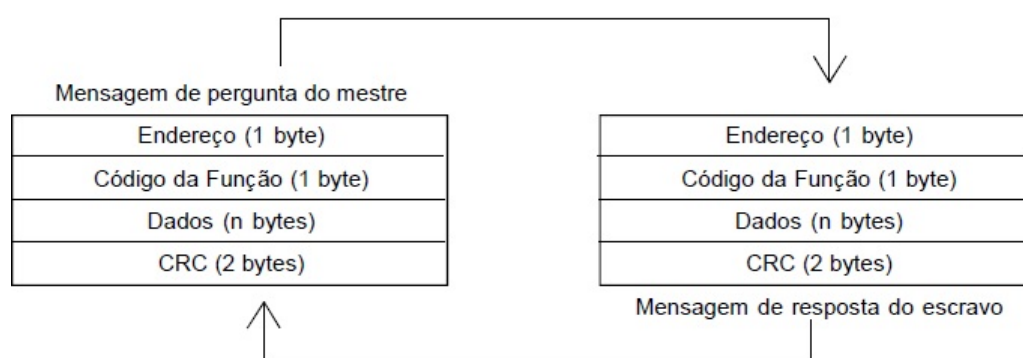 Mensagem de pergunta do mestre
Endereço (1 byte)
Código da Função (1 byte)
Dados (n bytes)
CRC (2 bytes)
Endereço (1 byte)
Código da Função (1 byte)
Dados (n bytes)
CRC (2 bytes)
Mensagem de resposta do escravo